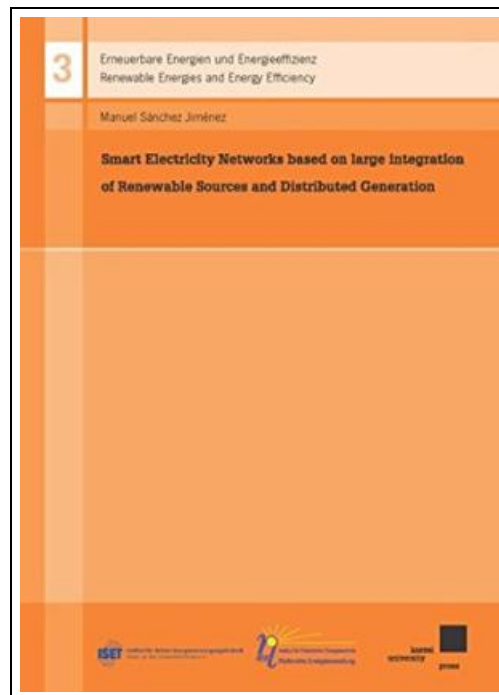 3
Erneuerbare Energien und Energieeffizienz
Renewable Energies and Energy Efficiency
Manuel Sánchez Jiménez
Smart Electricity Networks based on large integration
of Renewable Sources and Distributed Generation
ISET
kassel
university
press